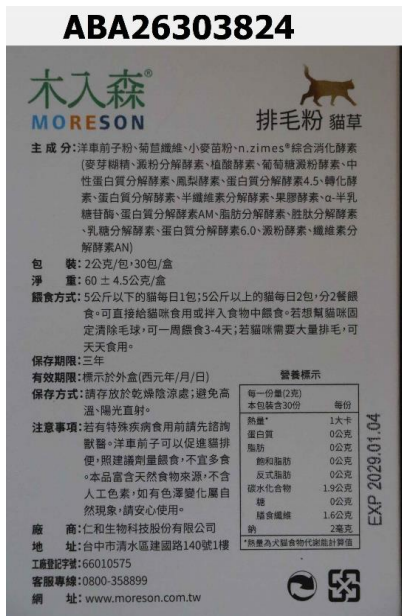 ABA26303824
木入森®
MORESON
排毛粉 貓草
主成分:洋車前子粉、菊苣纖維、小麥苗粉、n.zimes®綜合消化酵素
(麥芽糊精、澱粉分解酵素、植酸酵素、葡萄糖澱粉酵素、中
性蛋白質分解酵素、鳳梨酵素、蛋白質分解酵素4.5、轉化酵
素、蛋白質分解酵素、半纖維素分解酵素、果膠酵素、α-半乳
糖苷酶、蛋白質分解酵素AM、脂肪分解酵素、胜肽分解酵素
、乳糖分解酵素、蛋白質分解酵素6.0、澱粉酵素、纖維素分
解酵素AN)
包裝:2公克/包,30包/盒
淨重:60 ± 4.5公克/盒
餵食方式:5公斤以下的貓每日1包;5公斤以上的貓每日2包,分2餐餵
食。可直接給貓咪食用或拌入食物中餵食。若想幫貓咪固
定清除毛球,可一周餵食3-4天;若貓咪需要大量排毛,可
天天食用。
保存期限:三年
有效期限:標示於外盒(西元年/月/日)
保存方式:請存放於乾燥陰涼處;避免高
溫、陽光直射。
注意事項:若有特殊疾病食用前請先諮詢
獸醫。洋車前子可以促進貓排
便,照建議劑量餵食,不宜多食
。本品富含天然食物來源,不含
人工色素,如有色澤變化屬自
然現象,請安心使用。
廠商:仁和生物科技股份有限公司
地址:台中市清水區建國路140號1樓
工廠登記字號:66010575
客服專線:0800-358899
網址:www.moreson.com.tw
營養標示
每一份量(2克)
本包裝含30份 每份
熱量* 1大卡
蛋白質 0公克
脂肪 0公克
飽和脂肪 0公克
反式脂肪 0公克
碳水化合物 1.9公克
糖 0公克
膳食纖維 1.6公克
鈉 2毫克
*熱量為犬貓食物代謝能計算值
EXP 2029.01.04